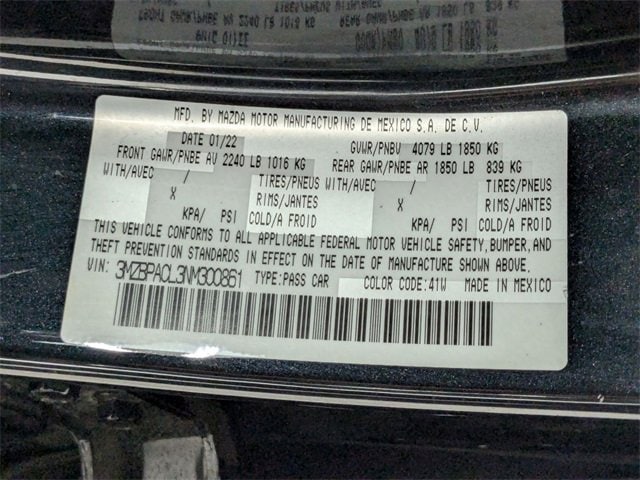 MFD. BY MAZDA MOTOR MANUFACTURING DE MEXICO S.A. DE C.V.
DATE 01/22 GVWR/PNBV 4079 LB 1850 KG
FRONT GAWR/PNBE AV 2240 LB 1016 KG REAR GAWR/PNBE AR 1850 LB 839 KG
WITH/AVEC / TIRES/PNEUS WITH/AVEC / TIRES/PNEUS
X RIMS/JANTES X RIMS/JANTES
KPA/ PSI COLD/A FROID KPA/ PSI COLD/A FROID
THIS VEHICLE CONFORMS TO ALL APPLICABLE FEDERAL MOTOR VEHICLE SAFETY, BUMPER, AND
THEFT PREVENTION STANDARDS IN EFFECT ON THE DATE OF MANUFACTURE SHOWN ABOVE.
VIN: 3MZBPACL3NM300861 TYPE:PASS CAR COLOR CODE:41W MADE IN MEXICO